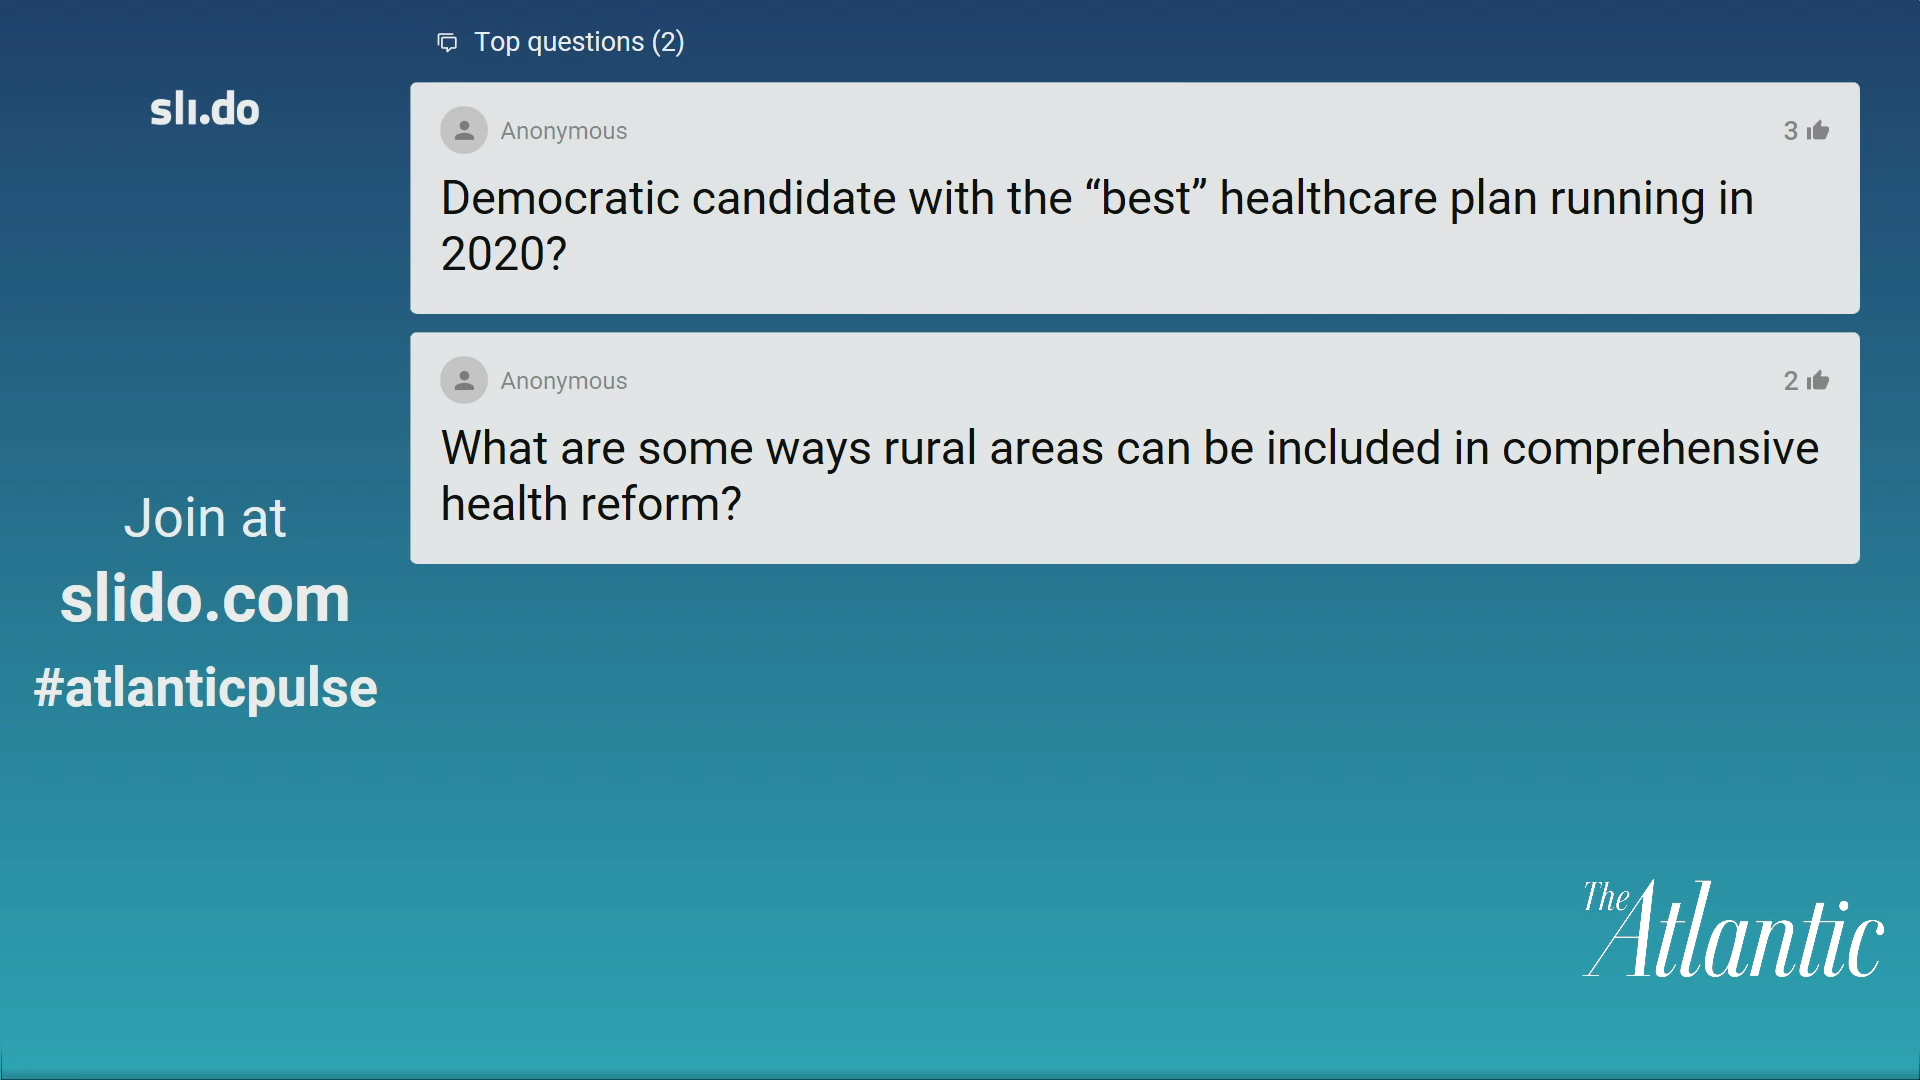 Top questions (2)
sli.do
Anonymous
3
Democratic candidate with the “best” healthcare plan running in
2020?
Anonymous
2
What are some ways rural areas can be included in comprehensive
health reform?
Join at
slido.com
#atlanticpulse
The Atlantic